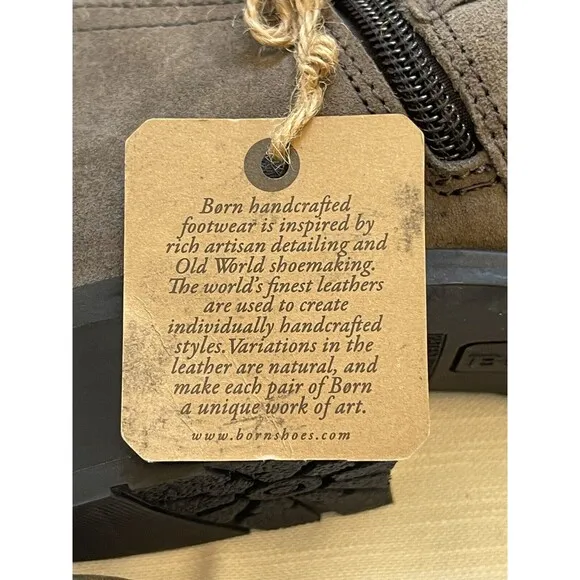 Børn handcrafted
footwear is inspired by
rich artisan detailing and
Old World shoemaking.
The world's finest leathers
are used to create
individually handcrafted
styles. Variations in the
leather are natural, and
make each pair of Børn
a unique work of art.
www.bornshoes.com